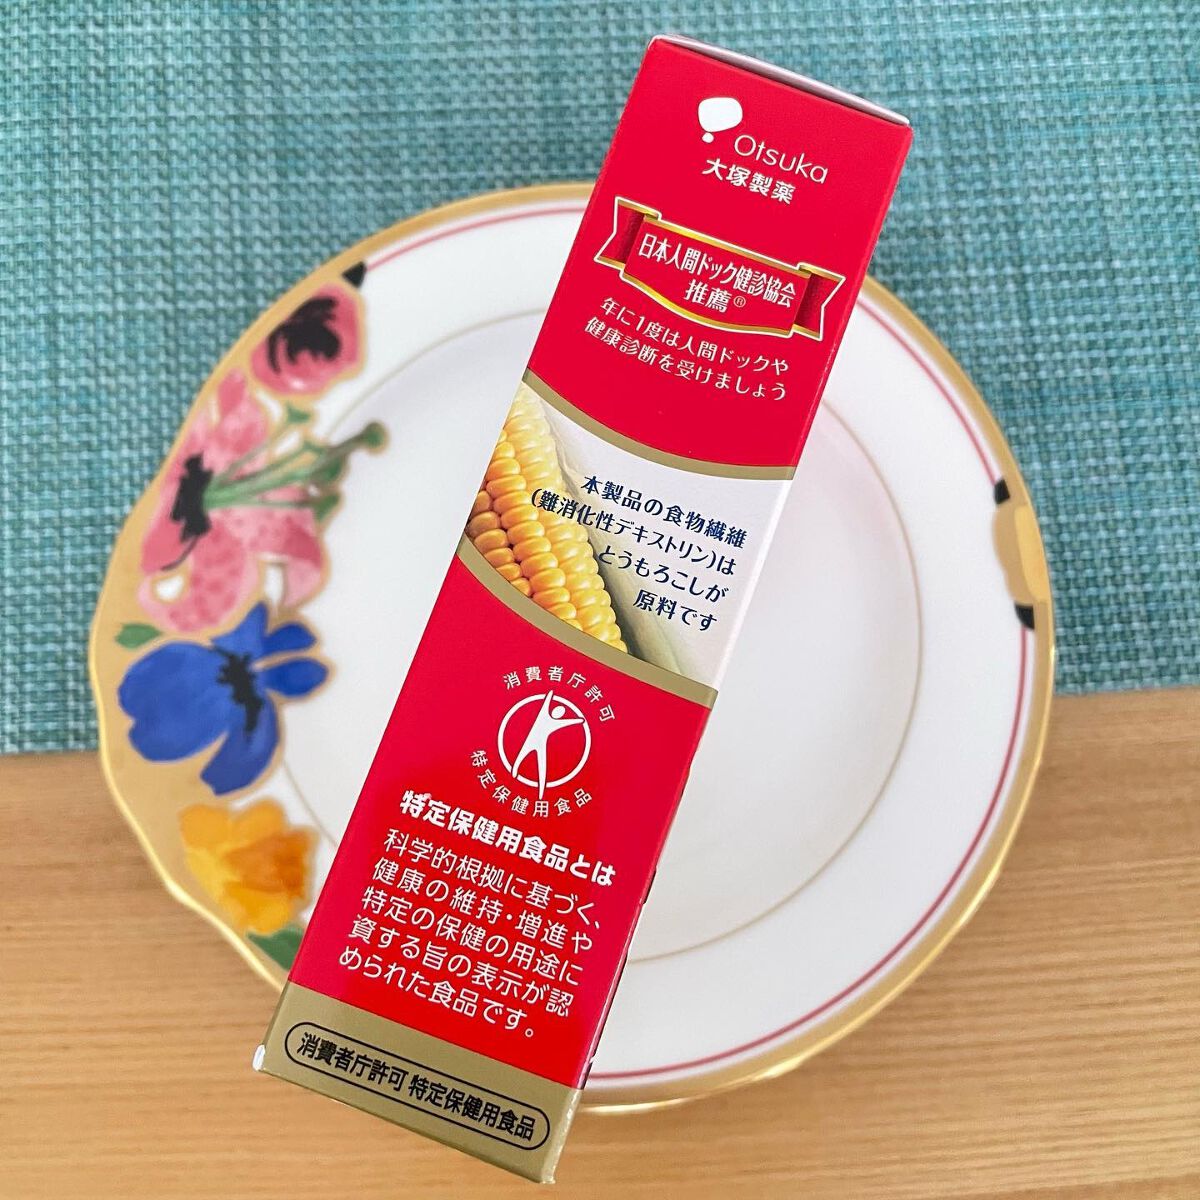 Otsuka
大塚製薬
日本人間ドック健診協会
推薦®
年に1度は人間ドックや
健康診断を受けましょう
本製品の食物繊維
(難消化性デキストリン)は
とうもろこしが
原料です
消費者庁許可
特定保健用食品
特定保健用食品とは
科学的根拠に基づく、
健康の維持・増進や
特定の保健の用途に
資する旨の表示が認
められた食品です。
消費者庁許可 特定保健用食品